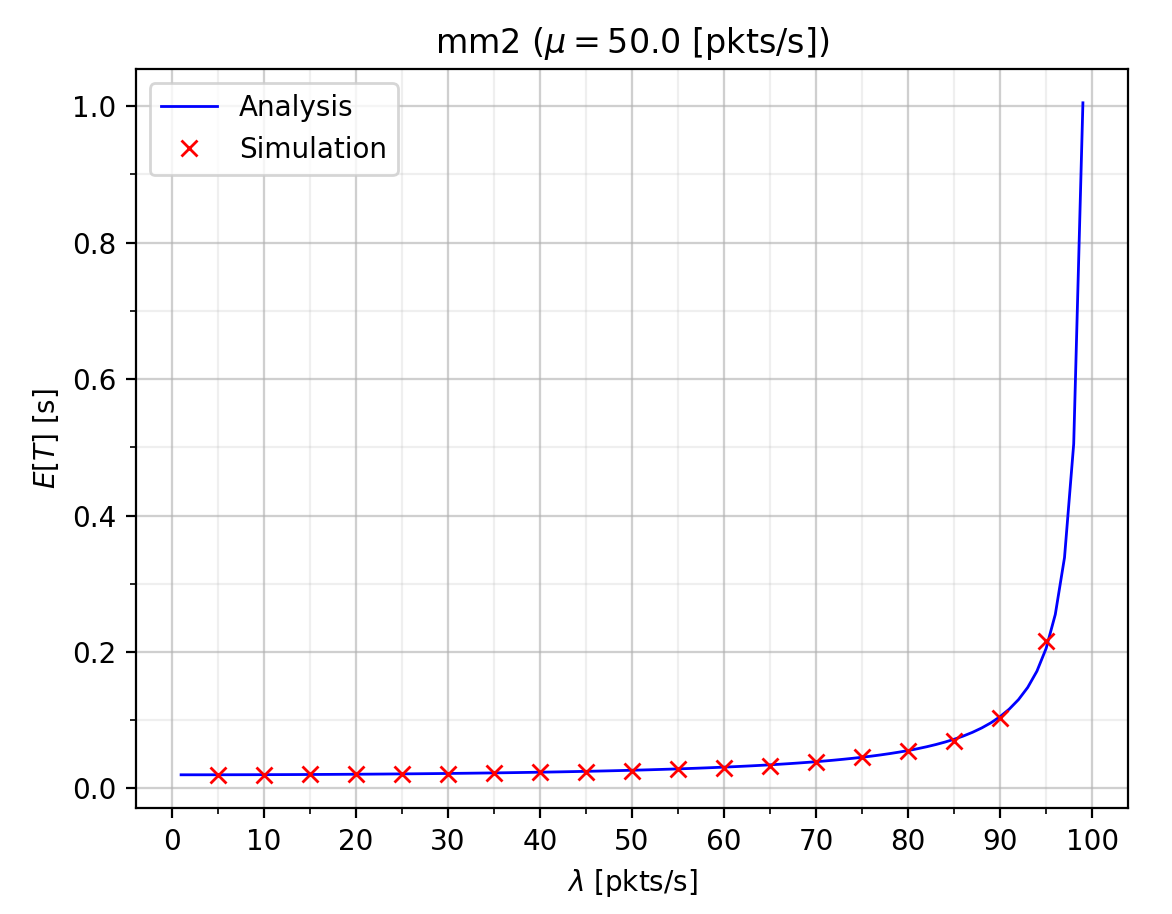 mm2 (μ = 50.0 [pkts/s])
Analysis
Simulation
1.0
0.8
0.6
0.4
0.2
0.0
E[T] [s]
0 10 20 30 40 50 60 70 80 90 100
λ [pkts/s]